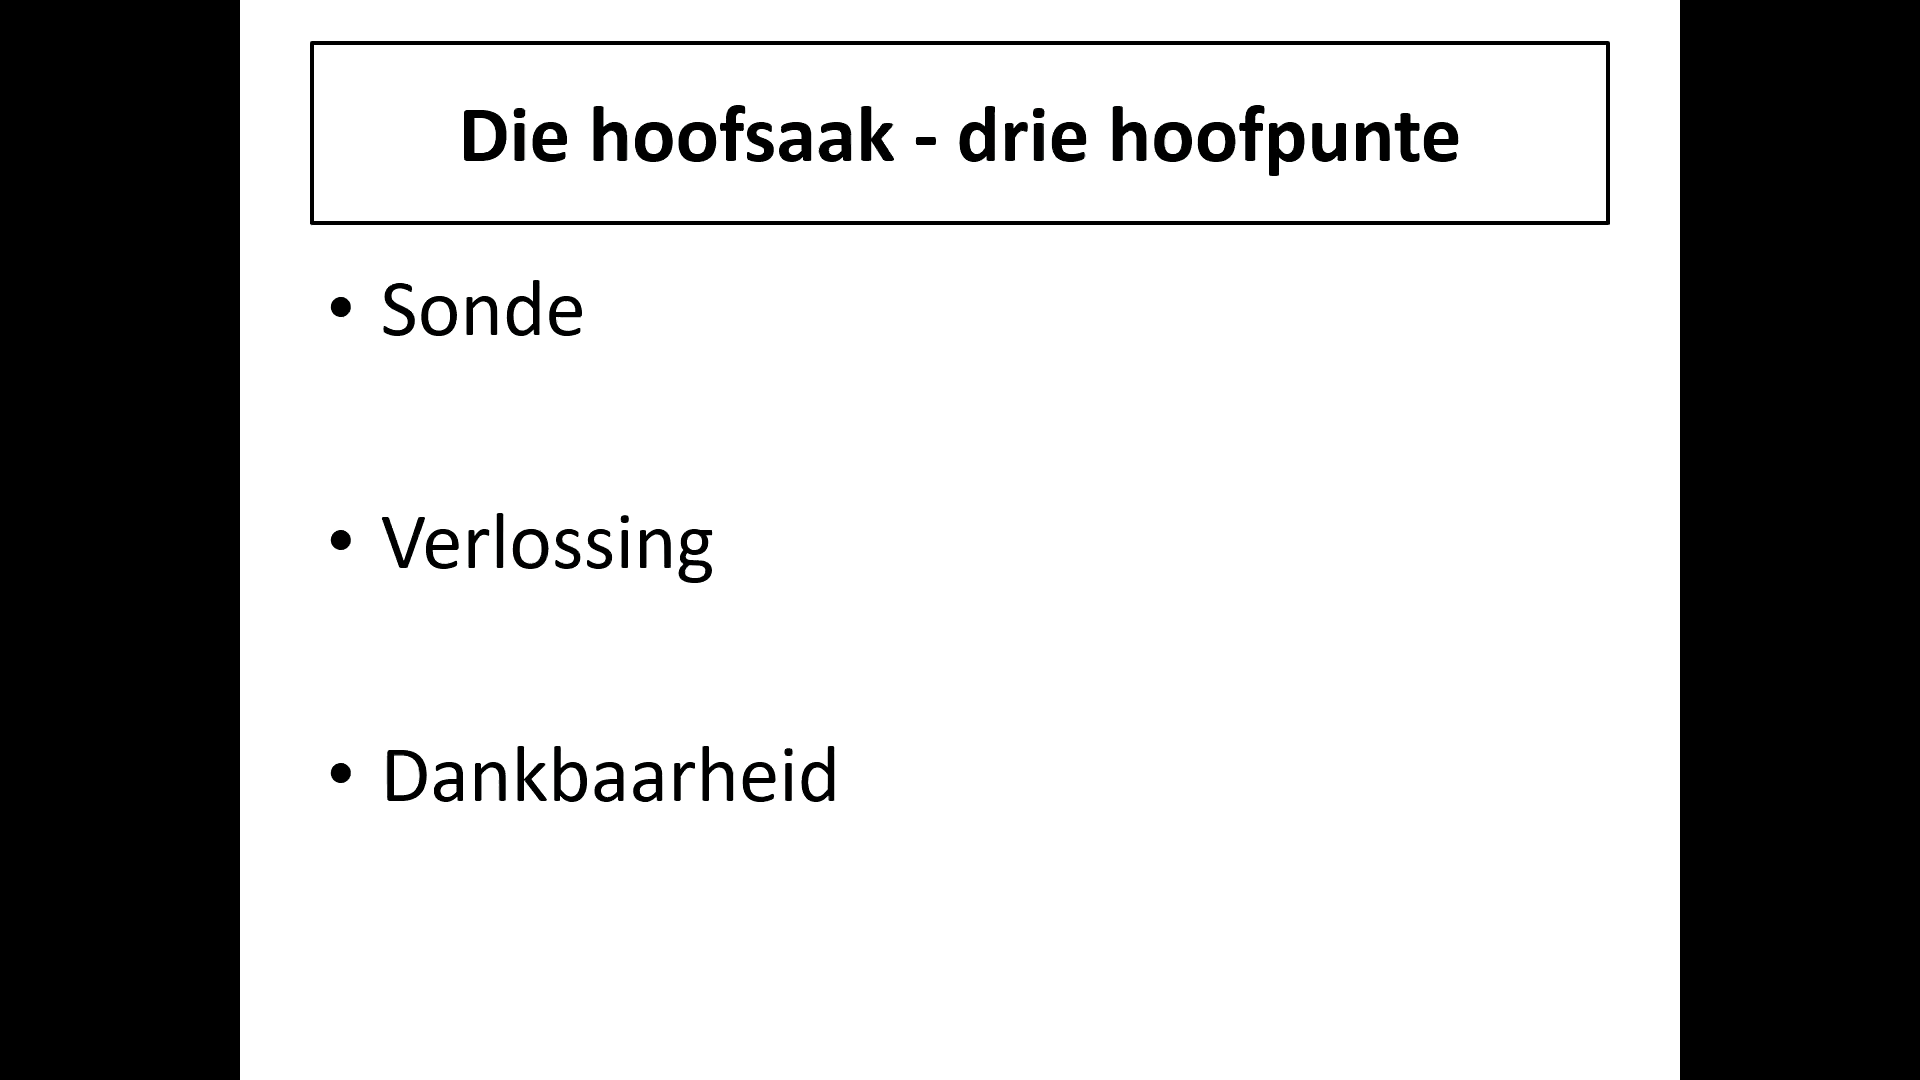 Die hoofsaak - drie hoofpunte
• Sonde
• Verlossing
• Dankbaarheid